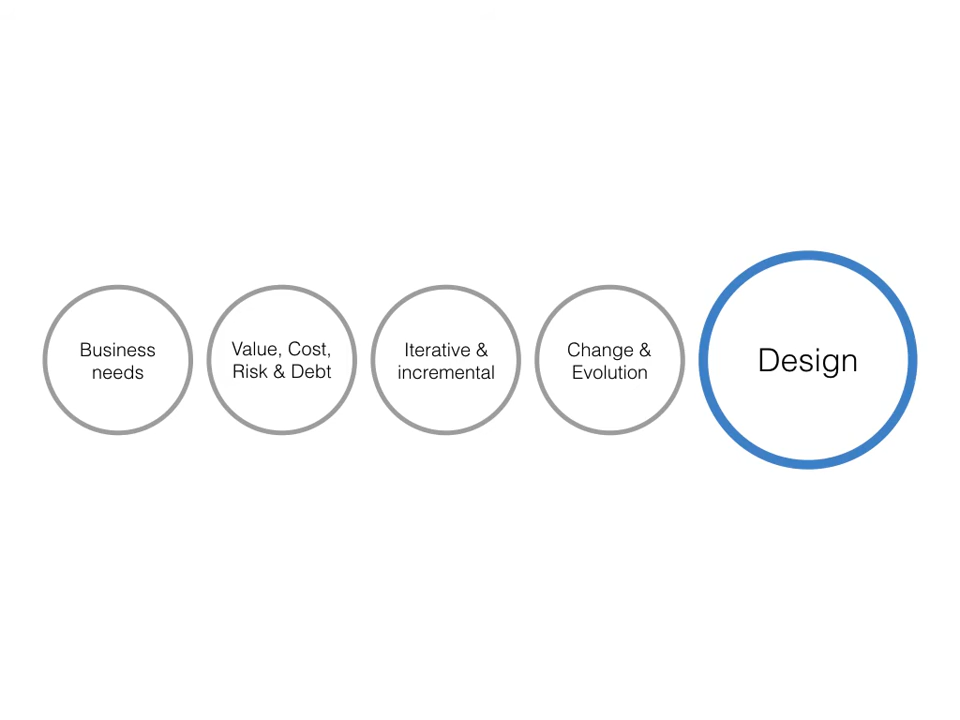 Business
needs
Value, Cost,
Risk & Debt
Iterative &
incremental
Change &
Evolution
Design